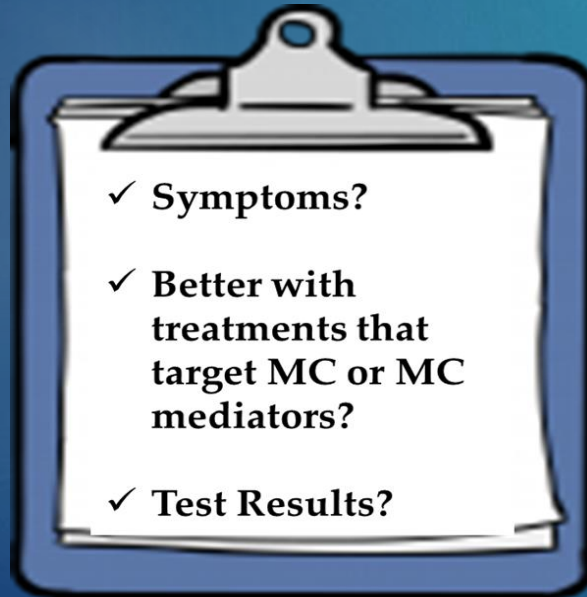 ✓ Symptoms?
✓ Better with
treatments that
target MC or MC
mediators?
✓ Test Results?